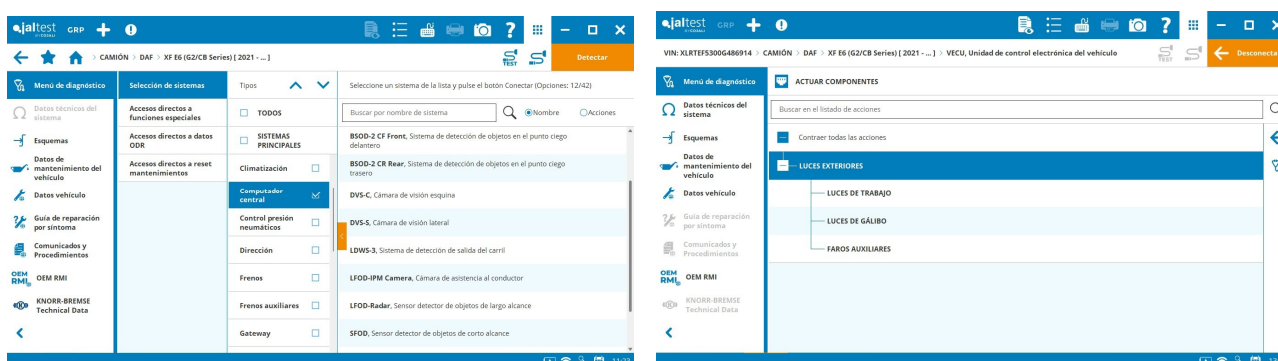 jaltest GRP
CAMIÓN > DAF > XF E6 (G2/CB Series) [ 2021 - ... ]
TEST
Detectar
Menú de diagnóstico
Datos técnicos del
sistema
Esquemas
Datos de
mantenimiento del
vehículo
Datos vehículo
Guía de reparación
por síntoma
Comunicados y
Procedimientos
OEM RMI
OEM RMI
KNORR-BREMSE
Technical Data
Selección de sistemas
Accesos directos a
funciones especiales
Accesos directos a datos
ODR
Accesos directos a reset
mantenimientos
Tipos
TODOS
SISTEMAS
PRINCIPALES
Climatización
Computador
central
Control presión
neumáticos
Dirección
Frenos
Frenos auxiliares
Gateway
Seleccione un sistema de la lista y pulse el botón Conectar (Opciones: 12/42)
Buscar por nombre de sistema
Nombre
Acciones
BSOD-2 CF Front, Sistema de detección de objetos en el punto ciego
delantero
BSOD-2 CR Rear, Sistema de detección de objetos en el punto ciego
trasero
DVS-C, Cámara de visión esquina
DVS-S, Cámara de visión lateral
LDWS-3, Sistema de detección de salida del carril
LFOD-IPM Camera, Cámara de asistencia al conductor
LFOD-Radar, Sensor detector de objetos de largo alcance
SFOD, Sensor detector de objetos de corto alcance
11:23
jaltest GRP
VIN: XLRTEF5300G486914 > CAMIÓN > DAF > XF E6 (G2/CB Series) [ 2021 - ... ] > VECU, Unidad de control electrónica del vehículo
TEST
Desconecta
Menú de diagnóstico
Datos técnicos del
sistema
Esquemas
Datos de
mantenimiento del
vehículo
Datos vehículo
Guía de reparación
por síntoma
Comunicados y
Procedimientos
OEM RMI
OEM RMI
KNORR-BREMSE
Technical Data
ACTUAR COMPONENTES
Buscar en el listado de acciones
Contraer todas las acciones
LUCES EXTERIORES
LUCES DE TRABAJO
LUCES DE GÁLIBO
FAROS AUXILIARES